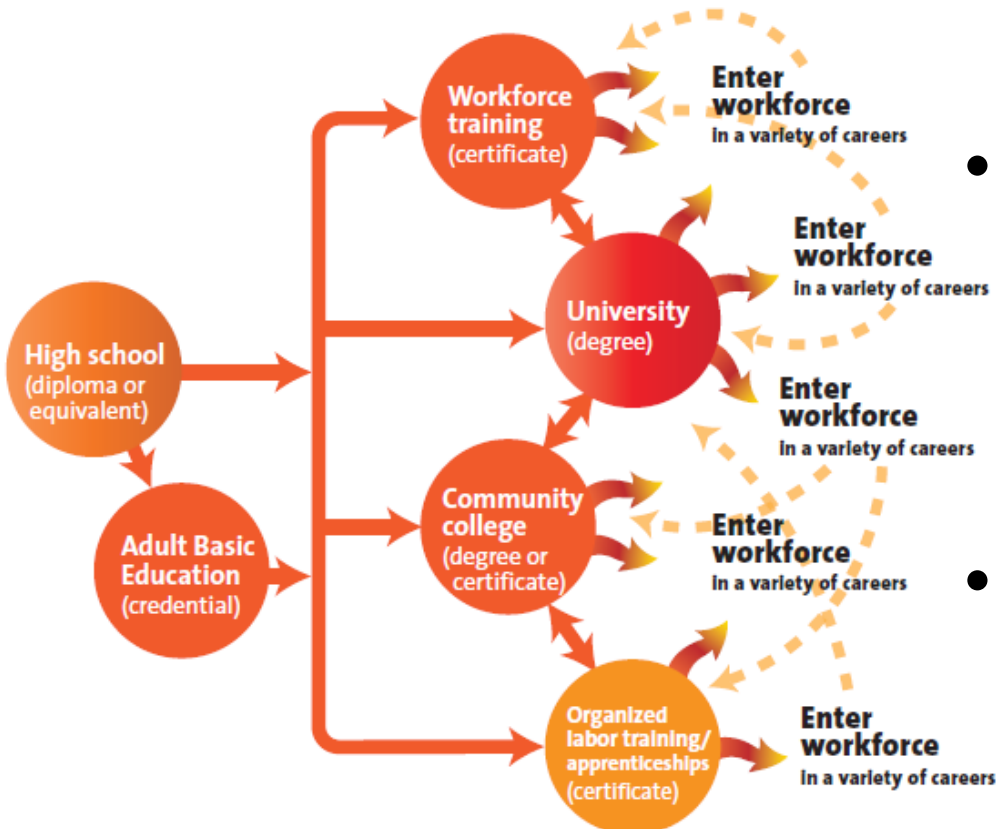 Workforce
training
(certificate)
Enter
workforce
in a variety of careers
University
(degree)
Enter
workforce
in a variety of careers
High school
(diploma or
equivalent)
Enter
workforce
in a variety of careers
Adult Basic
Education
(credential)
Community
college
(degree or
certificate)
Enter
workforce
in a variety of careers
Organized
labor training/
apprenticeships
(certificate)
Enter
workforce
in a variety of careers